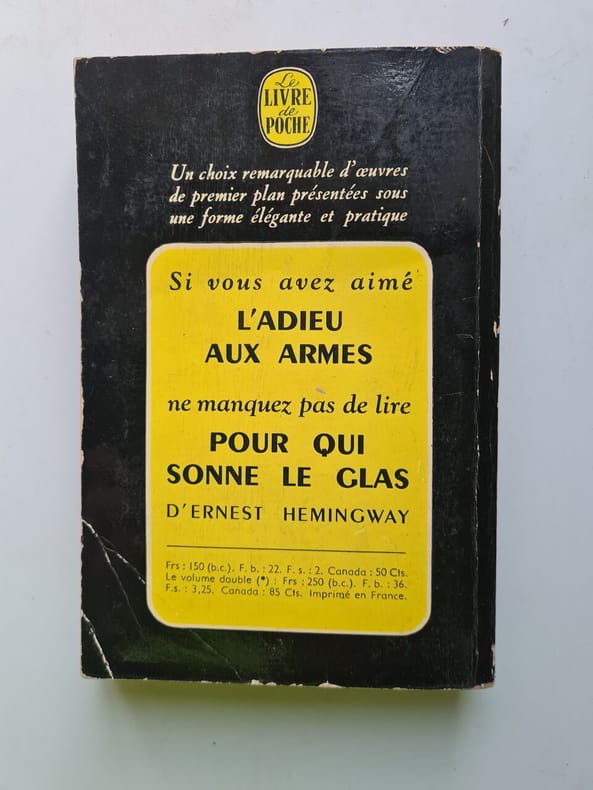 Le
LIVRE
de
POCHE
Un choix remarquable d'œuvres
de premier plan présentées sous
une forme élégante et pratique
Si vous avez aimé
L'ADIEU
AUX ARMES
ne manquez pas de lire
POUR QUI
SONNE LE GLAS
D'ERNEST HEMINGWAY
Frs : 150 (b.c.). F. b. : 22. F. s. : 2. Canada : 50 Cts.
Le volume double (*) : Frs : 250 (b.c.). F. b. : 36.
F.s. : 3,25. Canada : 85 Cts. Imprimé en France.